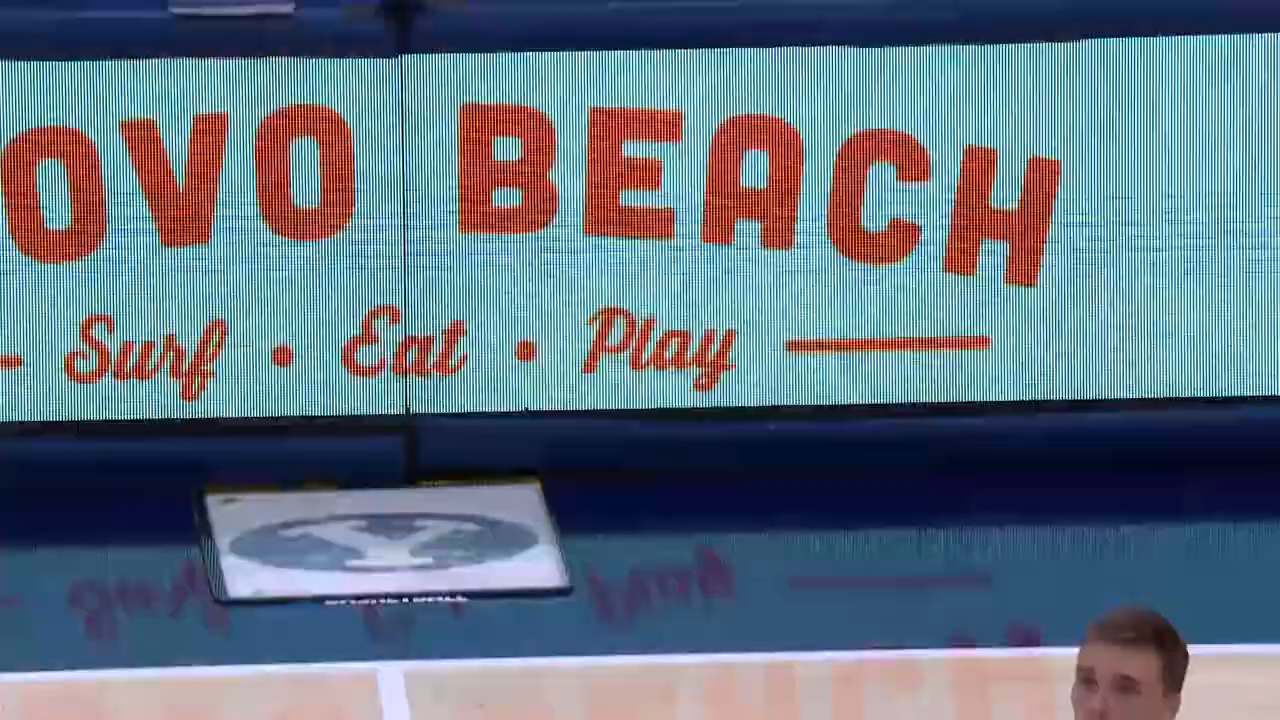 OVO BEACH
Surf • Eat • Play
Y